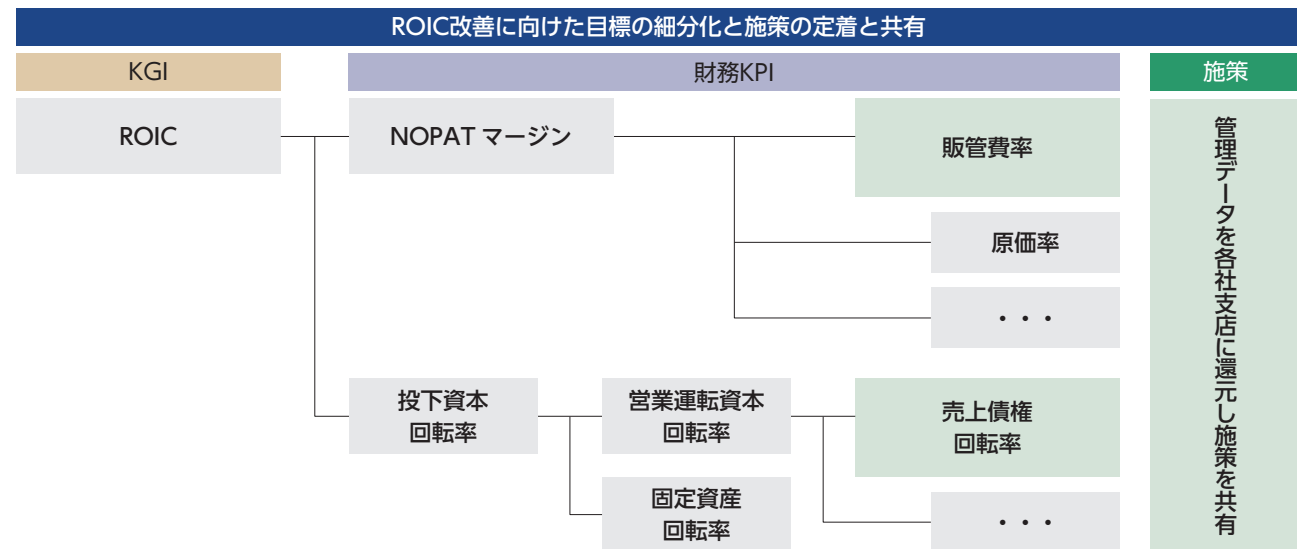 ROIC改善に向けた目標の細分化と施策の定着と共有
KGI
財務KPI
施策
ROIC
NOPAT マージン
販管費率
原価率
・・・
投下資本
回転率
営業運転資本
回転率
売上債権
回転率
固定資産
回転率
・・・
管理データを各社支店に還元し施策を共有